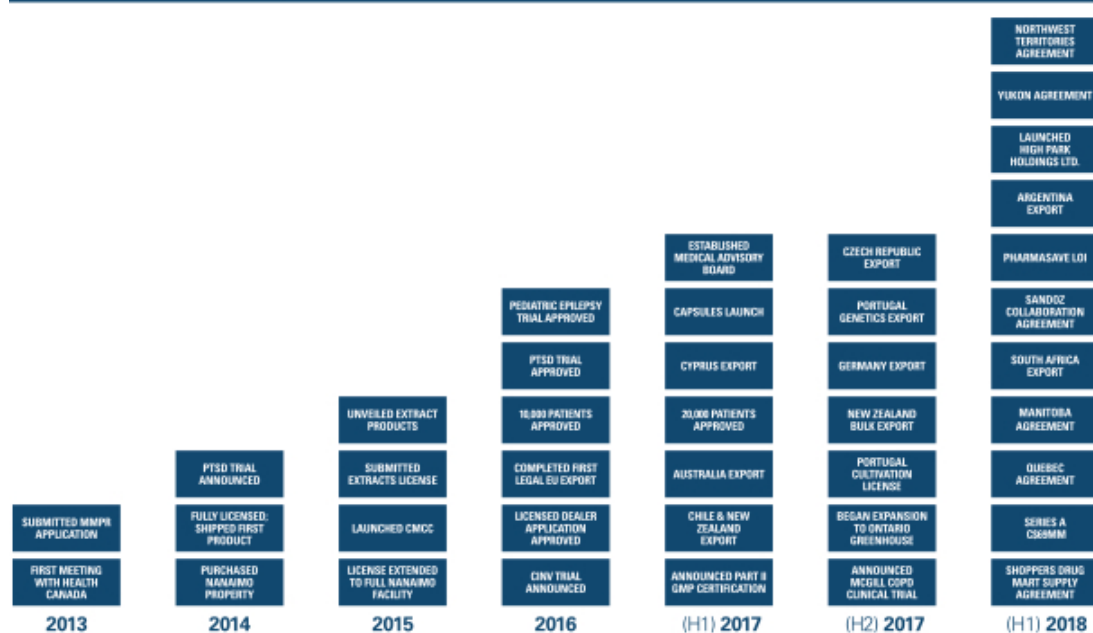 NORTHWEST
TERRITORIES
AGREEMENT
YUKON AGREEMENT
LAUNCHED
HIGH PARK
HOLDINGS LTD.
ARGENTINA
EXPORT
ESTABLISHED
MEDICAL ADVISORY
BOARD
CZECH REPUBLIC
EXPORT
PHARMASAVE LOI
PEDIATRIC EPILEPSY
TRIAL APPROVED
CAPSULES LAUNCH
PORTUGAL
GENETICS EXPORT
SANDOZ
COLLABORATION
AGREEMENT
PTSD TRIAL
APPROVED
CYPRUS EXPORT
GERMANY EXPORT
SOUTH AFRICA
EXPORT
UNVEILED EXTRACT
PRODUCTS
10,000 PATIENTS
APPROVED
20,000 PATIENTS
APPROVED
NEW ZEALAND
BULK EXPORT
MANITOBA
AGREEMENT
PTSD TRIAL
ANNOUNCED
SUBMITTED
EXTRACTS LICENSE
COMPLETED FIRST
LEGAL EU EXPORT
AUSTRALIA EXPORT
PORTUGAL
CULTIVATION
LICENSE
QUEBEC
AGREEMENT
SUBMITTED MMPR
APPLICATION
FULLY LICENSED;
SHIPPED FIRST
PRODUCT
LAUNCHED CMCC
LICENSED DEALER
APPLICATION
APPROVED
CHILE & NEW
ZEALAND
EXPORT
BEGAN EXPANSION
TO ONTARIO
GREENHOUSE
SERIES A
C$69MM
FIRST MEETING
WITH HEALTH
CANADA
PURCHASED
NANAIMO
PROPERTY
LICENSE EXTENDED
TO FULL NANAIMO
FACILITY
CINV TRIAL
ANNOUNCED
ANNOUNCED PART II
GMP CERTIFICATION
ANNOUNCED
MCGILL COPD
CLINICAL TRIAL
SHOPPERS DRUG
MART SUPPLY
AGREEMENT
2013
2014
2015
2016
(H1) 2017
(H2) 2017
(H1) 2018